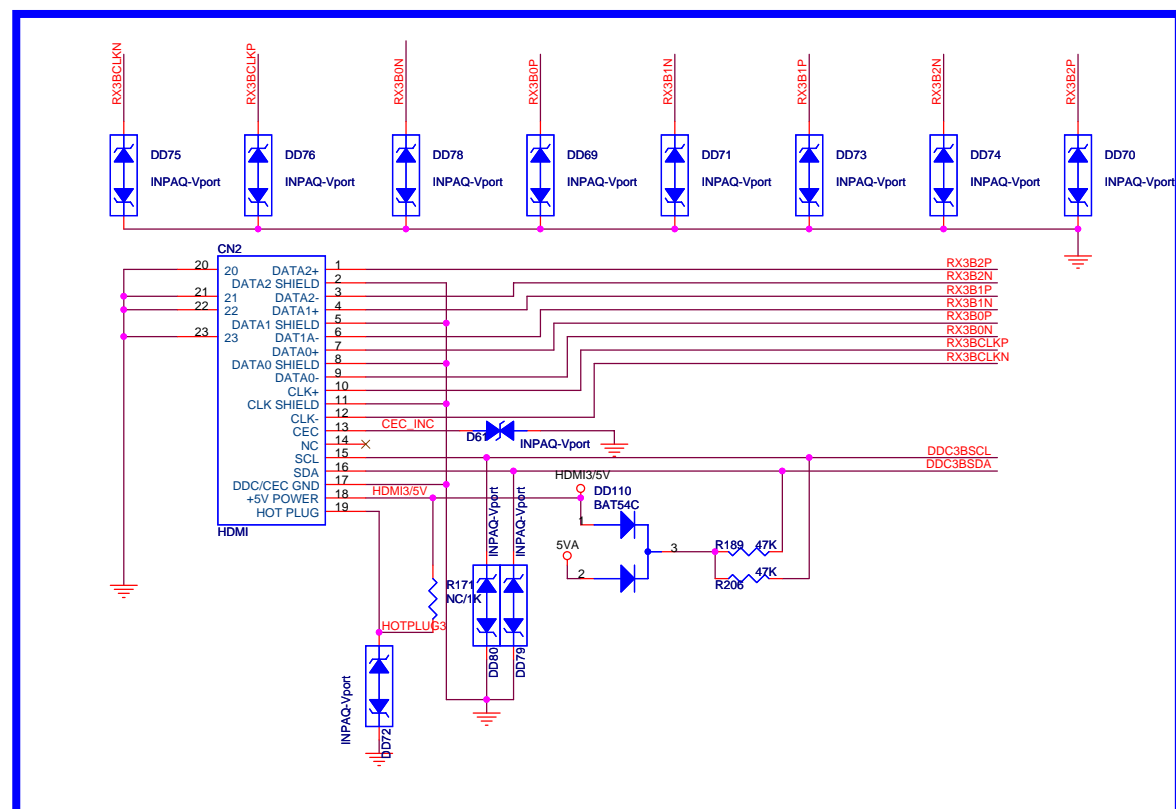 RX3BCLKN
RX3BCLKP
RX3B0N
RX3B0P
RX3B1N
RX3B1P
RX3B2N
RX3B2P
DD75
INPAQ-Vport
DD76
INPAQ-Vport
DD78
INPAQ-Vport
DD69
INPAQ-Vport
DD71
INPAQ-Vport
DD73
INPAQ-Vport
DD74
INPAQ-Vport
DD70
INPAQ-Vport
CN2
20 20 DATA2+ 1 RX3B2P
DATA2 SHIELD 2 RX3B2N
21 21 DATA2- 3 RX3B1P
22 22 DATA1+ 4 RX3B1N
DATA1 SHIELD 5 RX3B0P
23 23 DAT1A- 6 RX3B0N
DATA0+ 7 RX3BCLKP
DATA0 SHIELD 8 RX3BCLKN
DATA0- 9
CLK+ 10
CLK SHIELD 11
CLK- 12
CEC 13 CEC_INC
D61 INPAQ-Vport
NC 14
SCL 15 DDC3BSCL
SDA 16 DDC3BSDA
DDC/CEC GND 17
+5V POWER 18 HDMI3/5V
HOT PLUG 19
HDMI
HDMI3/5V
DD110
BAT54C
1
5VA
2
3
R189 47K
47K
R206
R171
NC/1K
HOTPLUG3
INPAQ-Vport
INPAQ-Vport
DD80
DD79
INPAQ-Vport
DD72